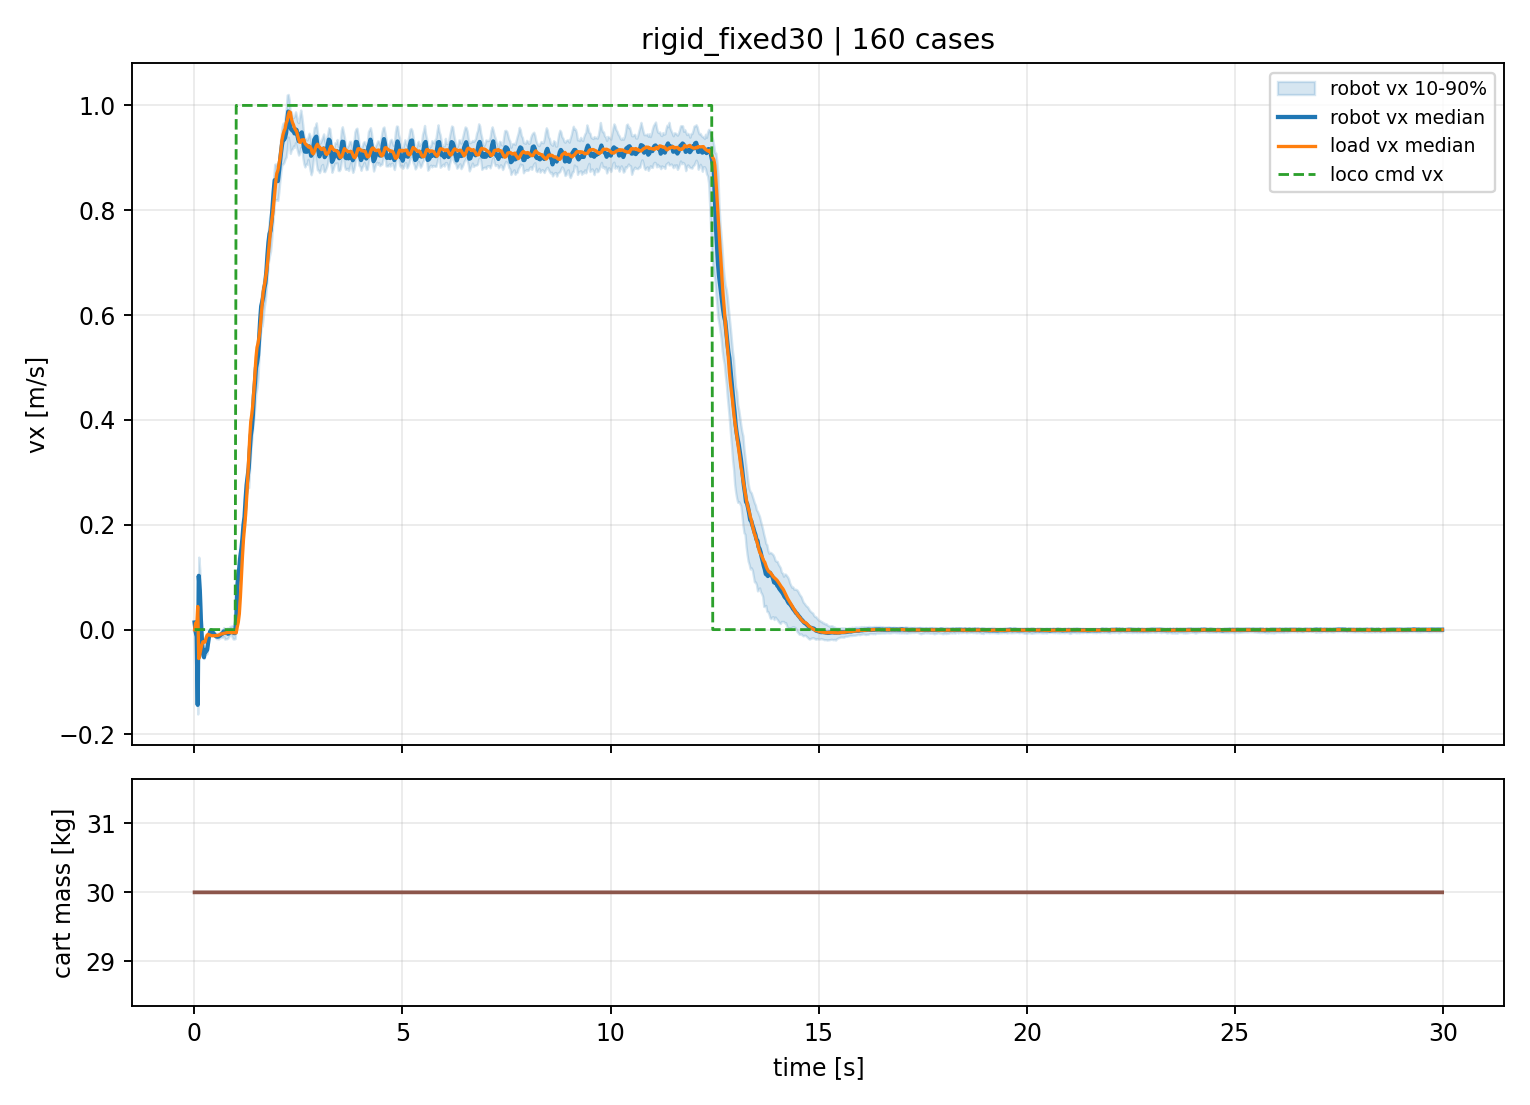 rigid_fixed30 | 160 cases
robot vx 10-90%
robot vx median
load vx median
loco cmd vx
vx [m/s]
1.0
0.8
0.6
0.4
0.2
0.0
−0.2
cart mass [kg]
31
30
29
0 5 10 15 20 25 30
time [s]